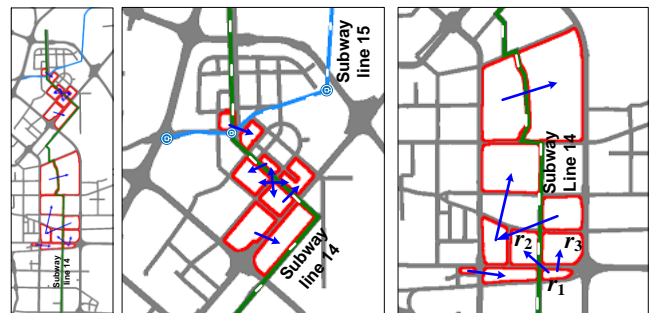 Subway
line 14
Subway
line 15
Subway
line 14
Subway
Line 14
r2
r3
r1